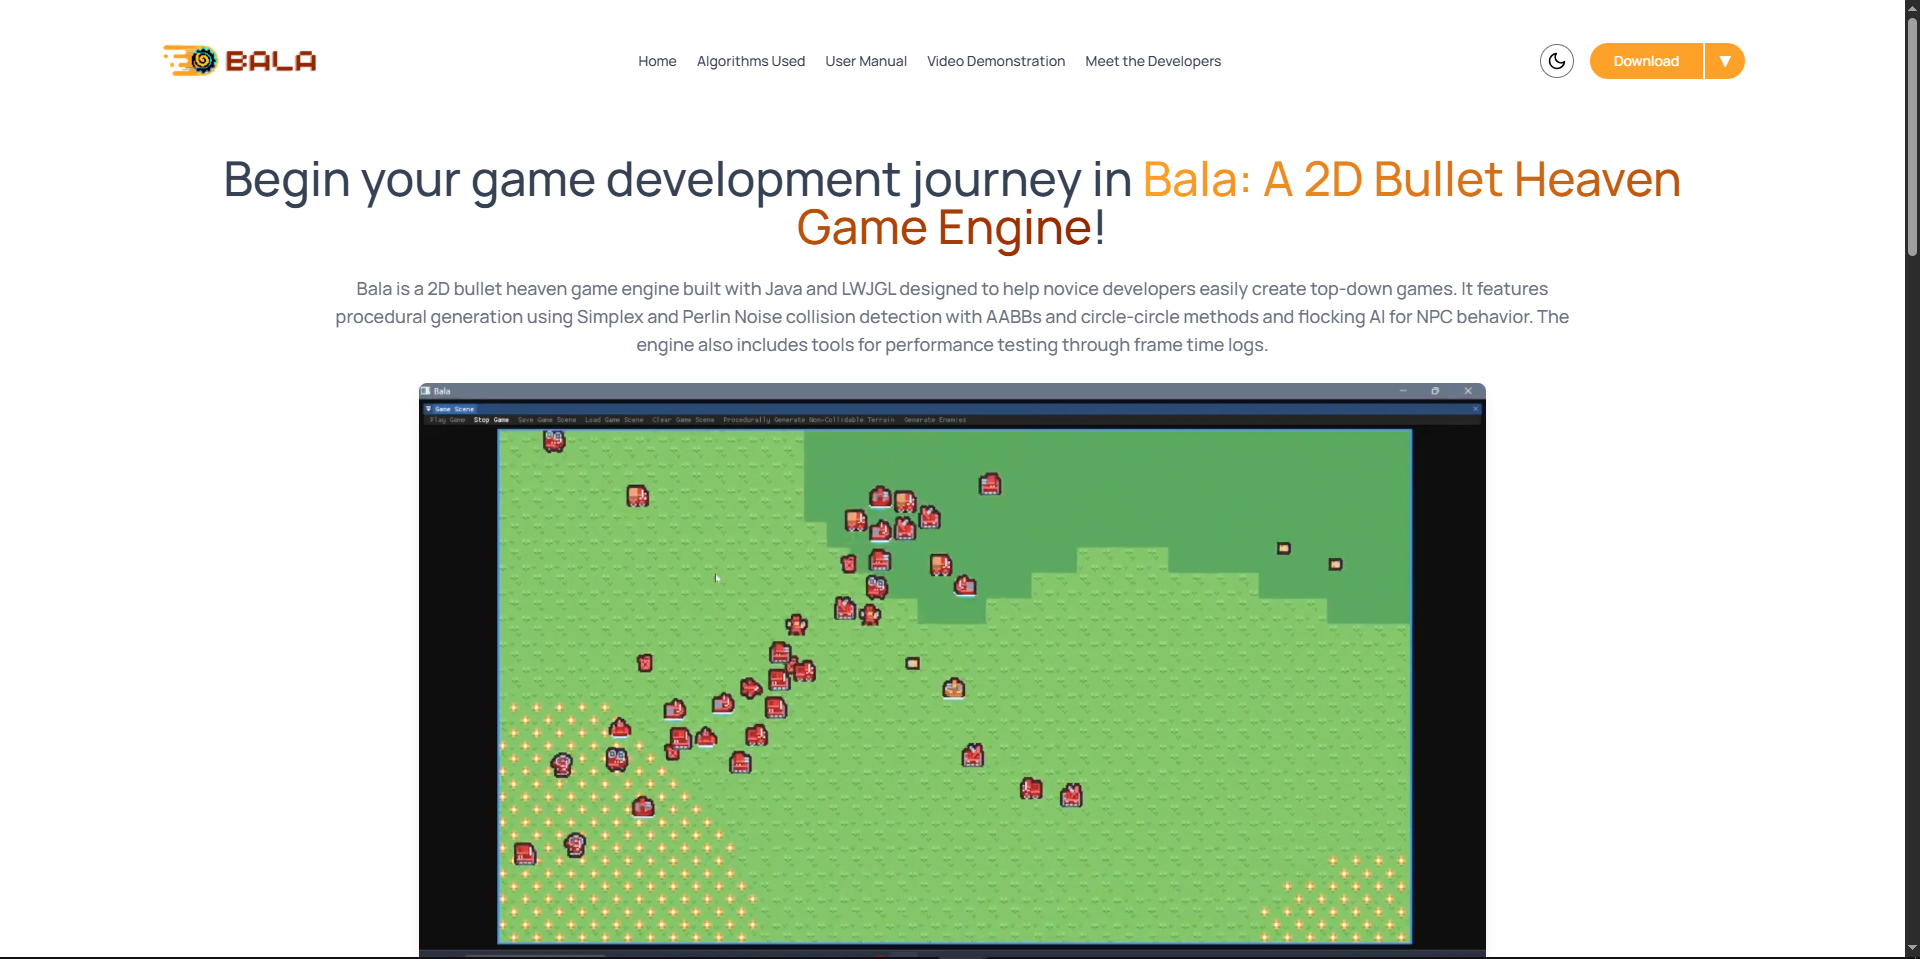 BALA
Home Algorithms Used User Manual Video Demonstration Meet the Developers
Download
Begin your game development journey in Bala: A 2D Bullet Heaven
Game Engine!
Bala is a 2D bullet heaven game engine built with Java and LWJGL designed to help novice developers easily create top-down games. It features
procedural generation using Simplex and Perlin Noise collision detection with AABBs and circle-circle methods and flocking AI for NPC behavior. The
engine also includes tools for performance testing through frame time logs.
Bala
Game Scene
Play Game Stop Game Save Game Scene Load Game Scene Clear Game Scene Procedurally Generate Non-Collidable Terrain Generate Enemies